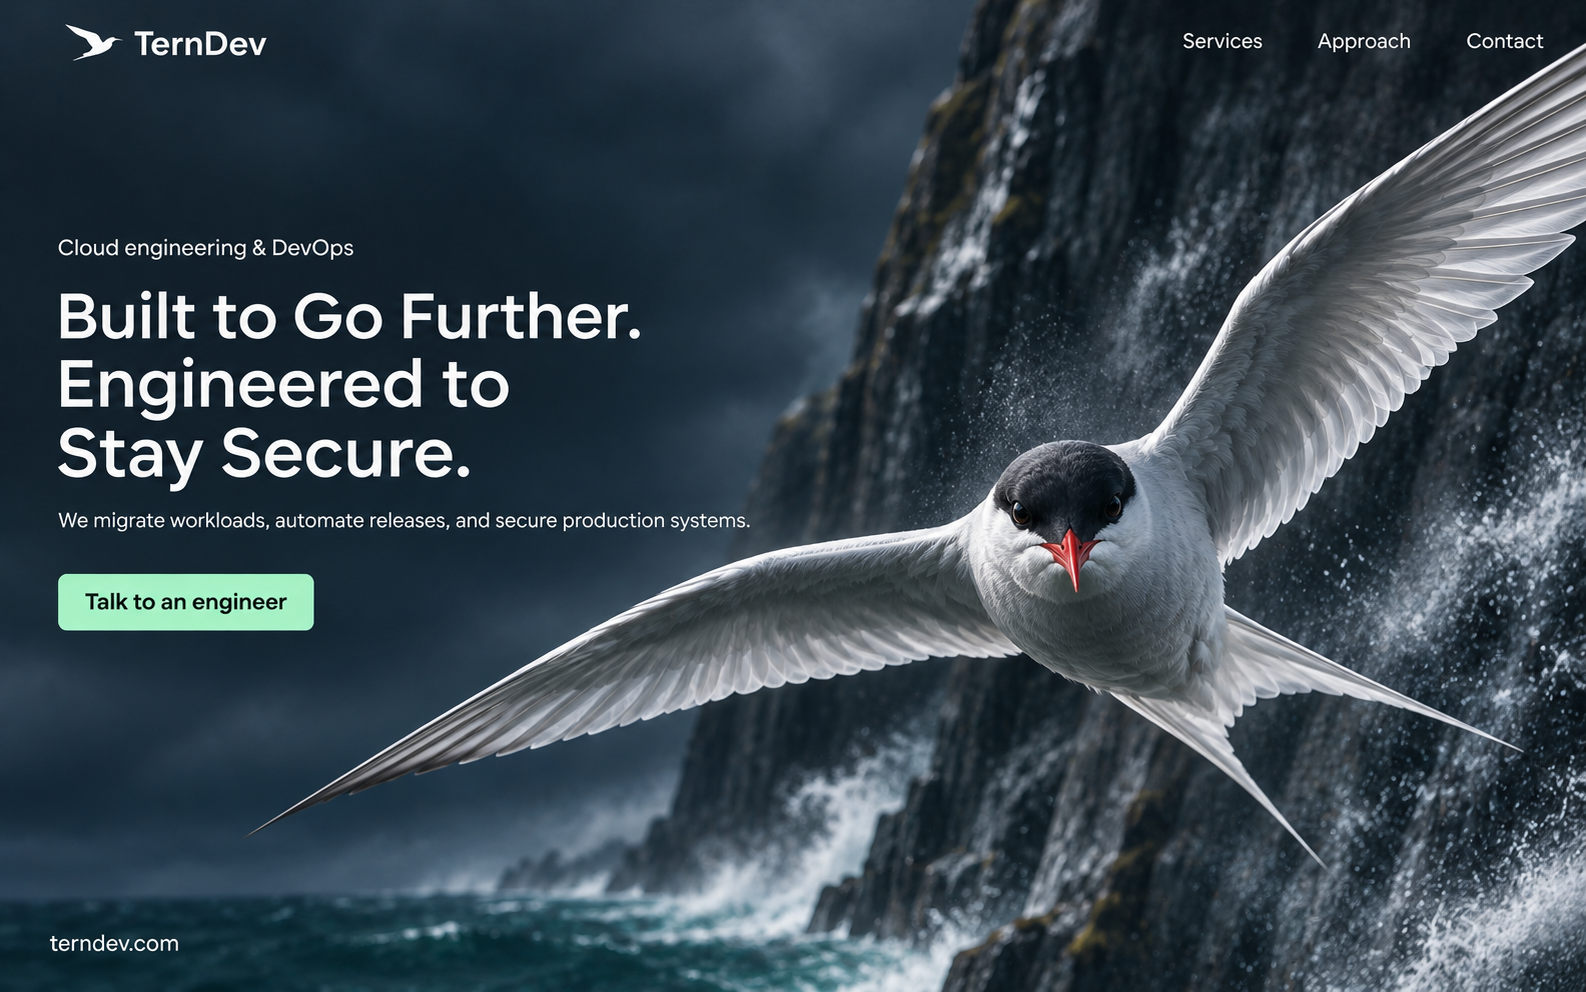 TernDev
Services
Approach
Contact
Cloud engineering & DevOps
Built to Go Further.
Engineered to
Stay Secure.
We migrate workloads, automate releases, and secure production systems.
Talk to an engineer
terndev.com